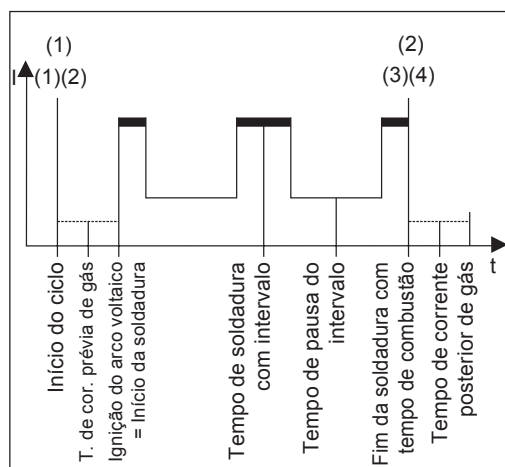 (1)
(2)
I
(1)(2)
(3)(4)
t
Início do ciclo
T. de cor. prévia de gás
Ignição do arco voltaico
= Início da soldadura
Tempo de soldadura
com intervalo
Tempo de pausa do
intervalo
Fim da soldadura com
tempo de combustão
Tempo de corrente
posterior de gás